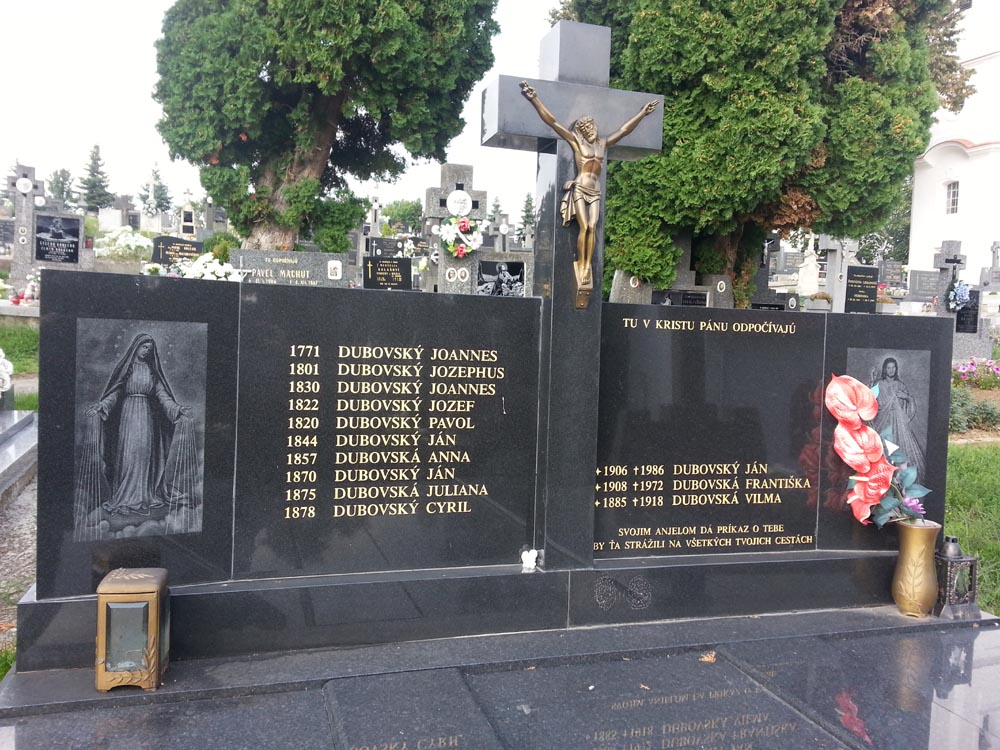 1771 DUBOVSKÝ JOANNES
1801 DUBOVSKÝ JOZEPHUS
1830 DUBOVSKÝ JOANNES
1822 DUBOVSKÝ JOZEF
1820 DUBOVSKÝ PAVOL
1844 DUBOVSKÝ JÁN
1857 DUBOVSKÁ ANNA
1870 DUBOVSKÝ JÁN
1875 DUBOVSKÁ JULIANA
1878 DUBOVSKÝ CYRIL
TU V KRISTU PÁNU ODPOČÍVAJÚ
+1906 †1986 DUBOVSKÝ JÁN
+1908 †1972 DUBOVSKÁ FRANTIŠKA
+1885 †1918 DUBOVSKÁ VILMA
SVOJIM ANJELOM DÁ PRÍKAZ O TEBE
BY ŤA STRÁŽILI NA VŠETKÝCH TVOJICH CESTÁCH
PAVEL MACHUT